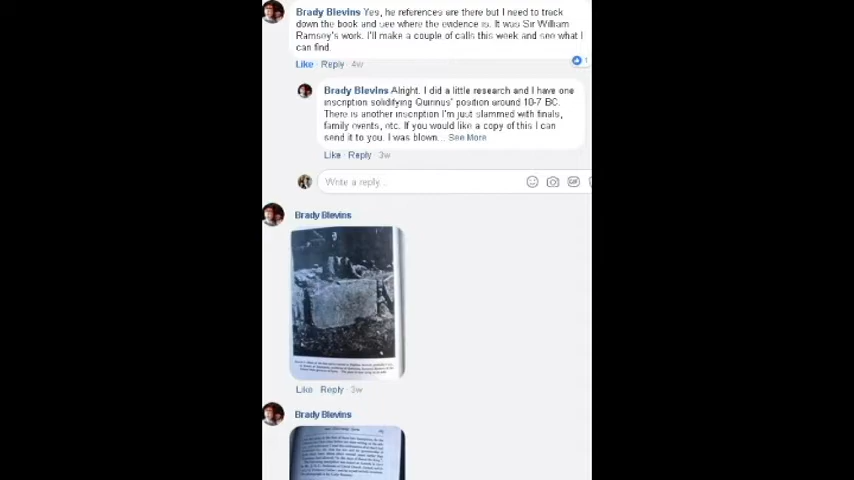 Brady Blevins Yes, he references are there but I need to track
down the book and see where the evidence is. It was Sir William
Ramsey's work. I'll make a couple of calls this week and see what I
can find.
Like · Reply · 4w
1
Brady Blevins Alright. I did a little research and I have one
inscription solidifying Quirinus' position around 10-7 BC.
There is another inscription I'm just slammed with finals,
family events, etc. If you would like a copy of this I can
send it to you. I was blown... See More
Like · Reply · 3w
Write a reply...
GIF
Brady Blevins
Like · Reply · 3w
Brady Blevins